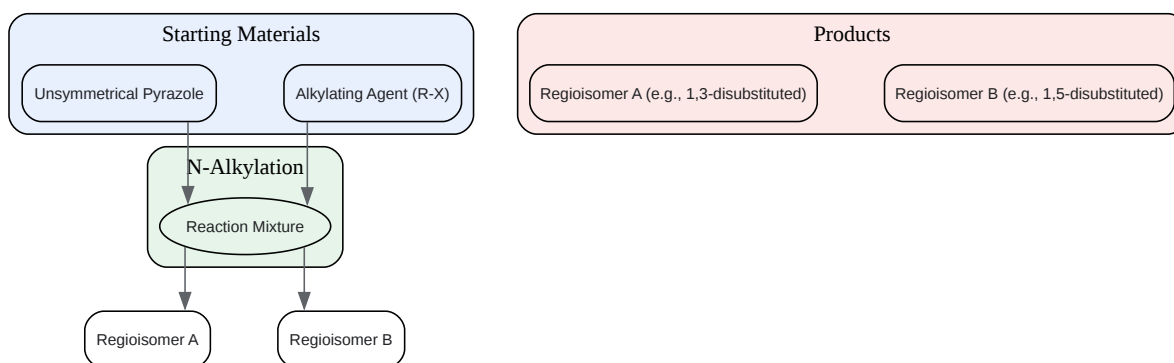 Starting Materials
Unsymmetrical Pyrazole
Alkylating Agent (R-X)
Products
Regioisomer A (e.g., 1,3-disubstituted)
Regioisomer B (e.g., 1,5-disubstituted)
N-Alkylation
Reaction Mixture
Regioisomer A
Regioisomer B